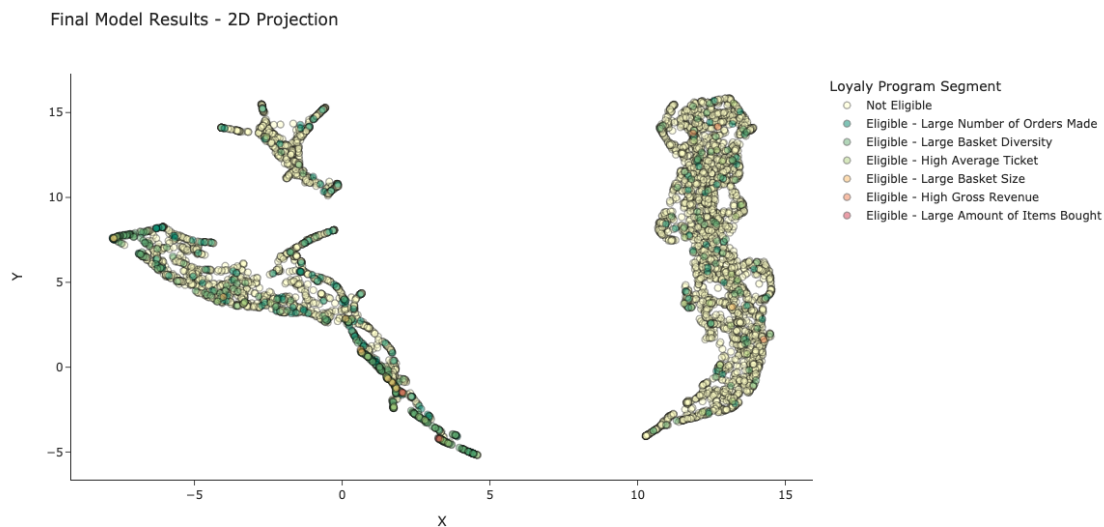 Final Model Results - 2D Projection
Loyaly Program Segment
Not Eligible
Eligible - Large Number of Orders Made
Eligible - Large Basket Diversity
Eligible - High Average Ticket
Eligible - Large Basket Size
Eligible - High Gross Revenue
Eligible - Large Amount of Items Bought
15
10
5
0
−5
Y
−5
0
5
10
15
X